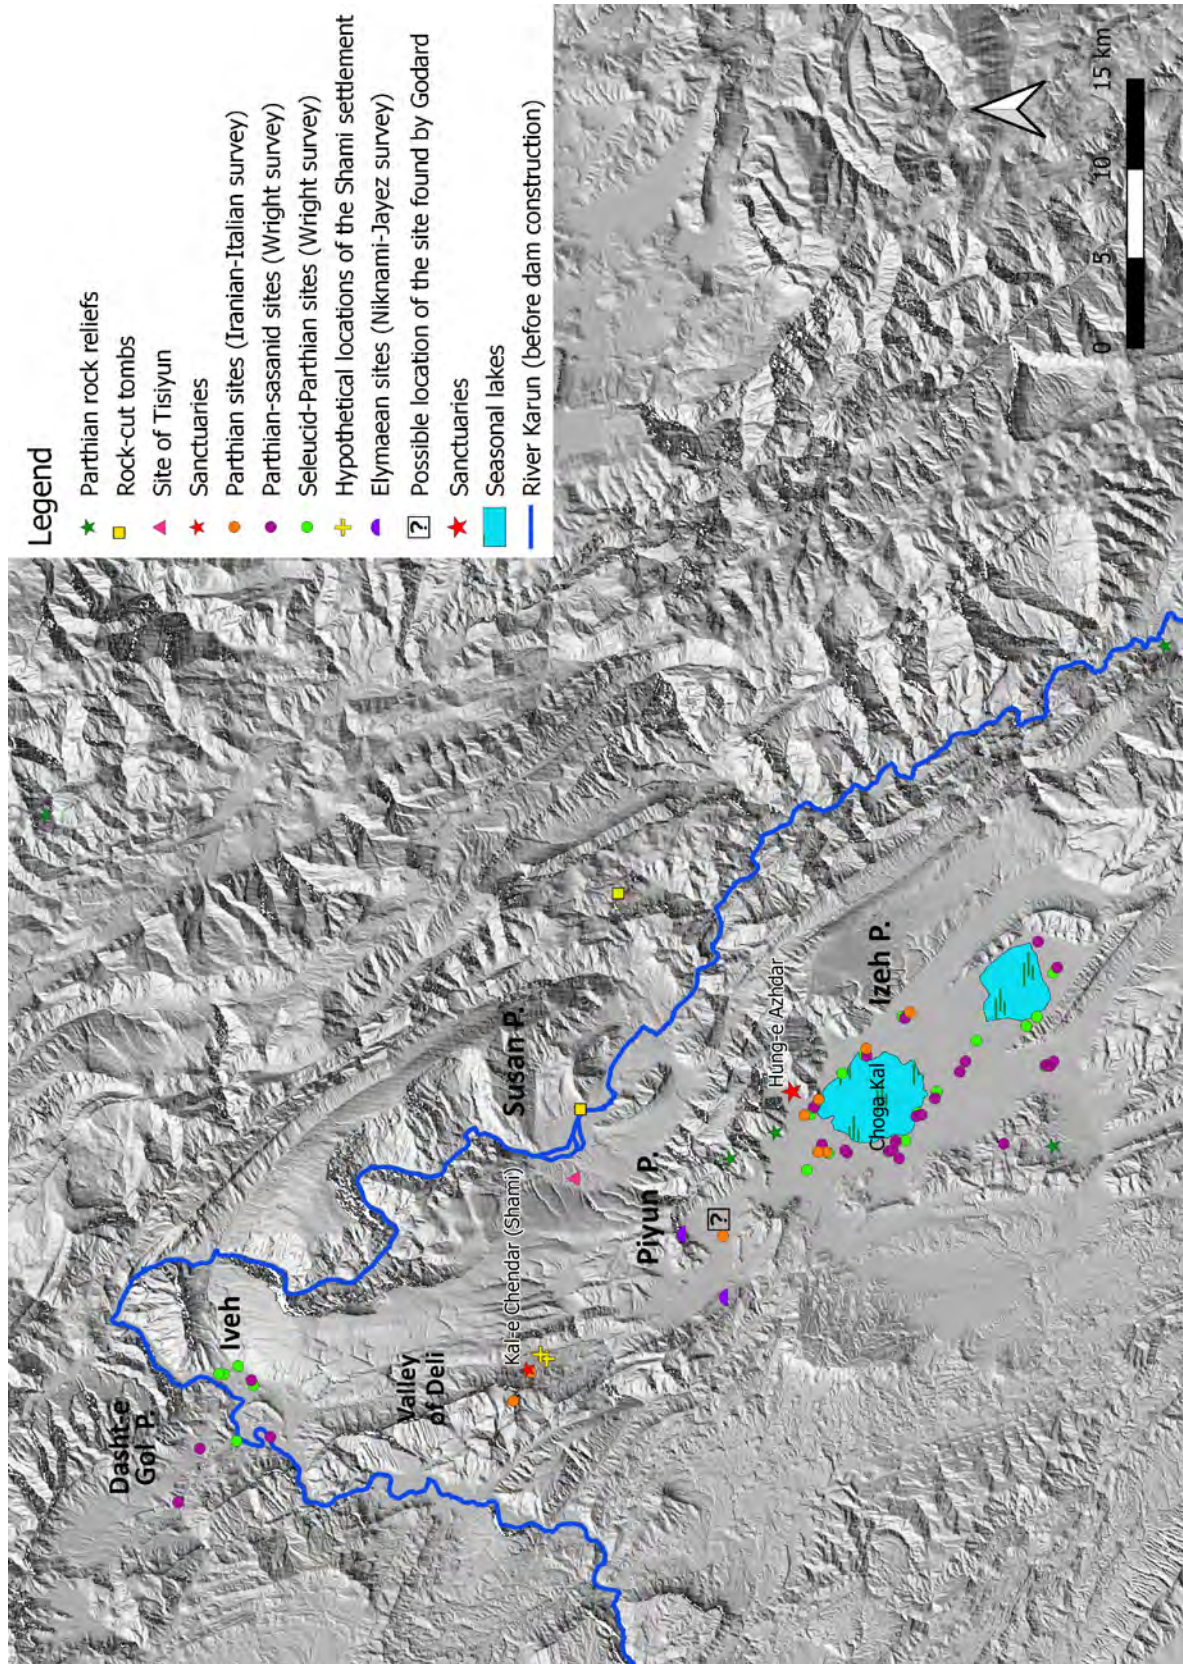 Legend
Parthian rock reliefs
Rock-cut tombs
Site of Tisiyun
Sanctuaries
Parthian sites (Iranian-Italian survey)
Parthian-sasanid sites (Wright survey)
Seleucid-Parthian sites (Wright survey)
Hypothetical locations of the Shami settlement
Elymaean sites (Niknami-Jayez survey)
? Possible location of the site found by Godard
Sanctuaries
Seasonal lakes
River Karun (before dam construction)
Dasht-e
Gol P.
Iveh
Valley
of Deli
Kal-e Chendar (Shami)
Susan P.
Piyun P.
?
Hung-e Azhdar
Izeh P.
Choga Kal
0 5 10 15 km